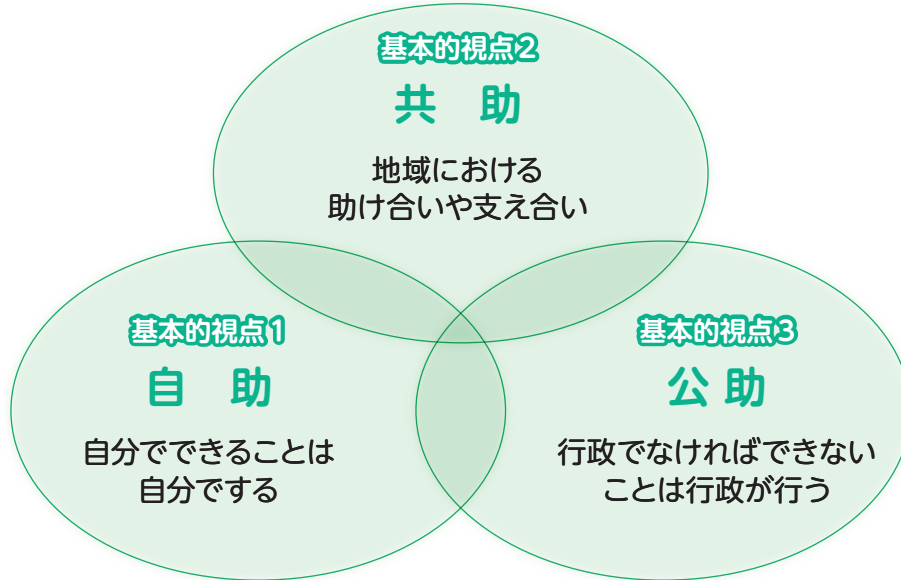 基本的視点2
共　助
地域における
助け合いや支え合い
基本的視点1
自　助
自分でできることは
自分でする
基本的視点3
公 助
行政でなければできない
ことは行政が行う